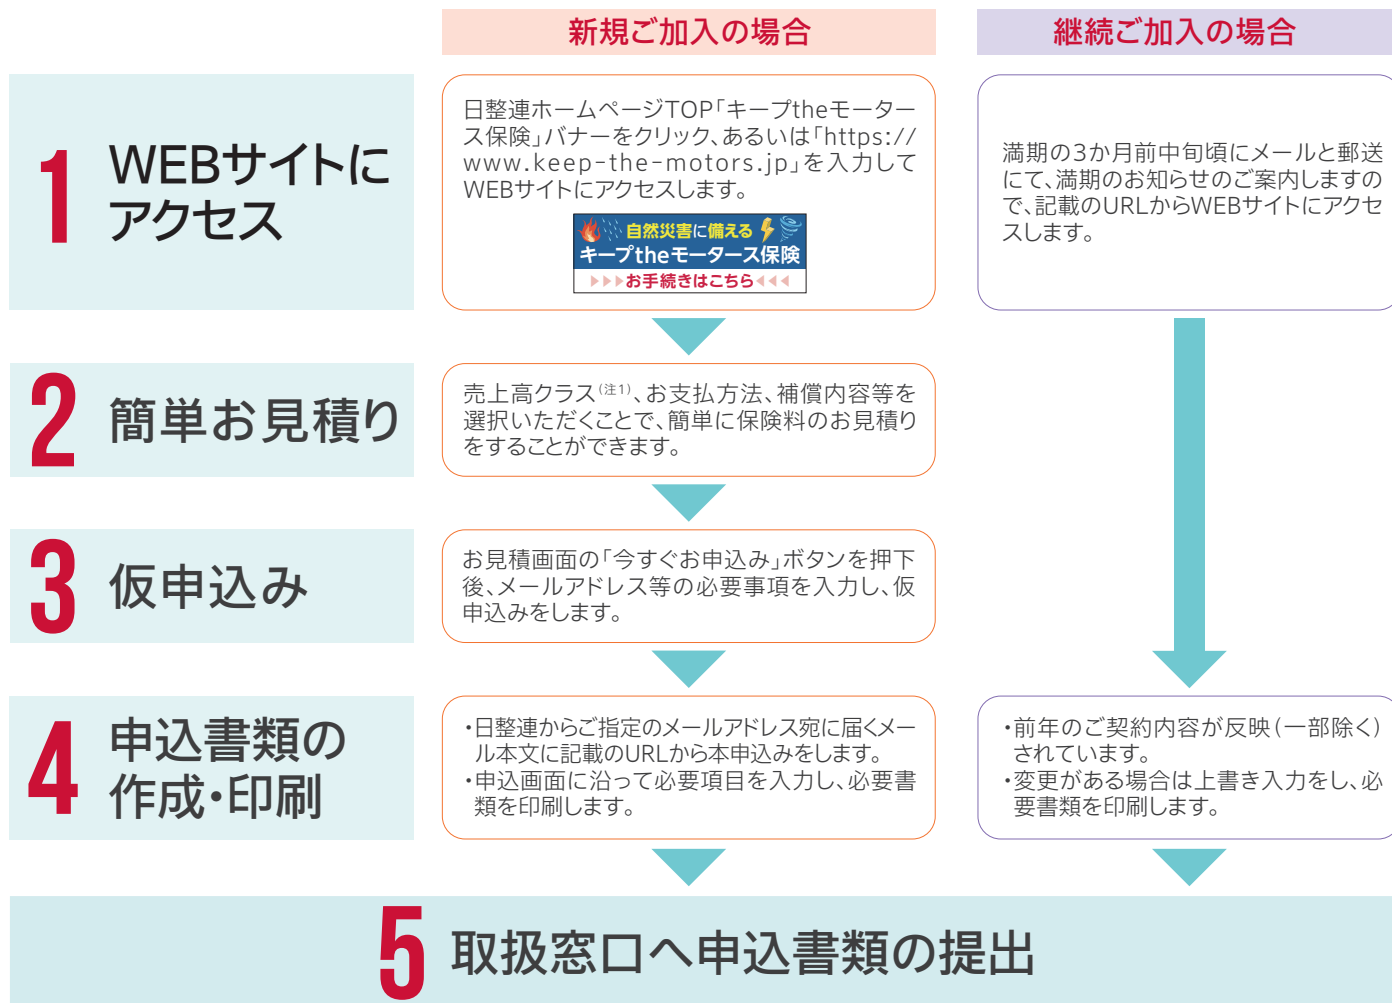 新規ご加入の場合
継続ご加入の場合
1
WEBサイトに
アクセス
日整連ホームページTOP「キープtheモーター
ス保険」バナーをクリック、あるいは「https://
www.keep-the-motors.jp」を入力して
WEBサイトにアクセスします。
自然災害に備える
キープtheモータース保険
▶▶▶お手続きはこちら◀◀◀
満期の3か月前中旬頃にメールと郵送
にて、満期のお知らせのご案内しますの
で、記載のURLからWEBサイトにアクセ
スします。
2
簡単お見積り
売上高クラス(注1)、お支払方法、補償内容等を
選択いただくことで、簡単に保険料のお見積り
をすることができます。
3
仮申込み
お見積画面の「今すぐお申込み」ボタンを押下
後、メールアドレス等の必要事項を入力し、仮
申込みをします。
4
申込書類の
作成・印刷
・日整連からご指定のメールアドレス宛に届くメー
ル本文に記載のURLから本申込みをします。
・申込画面に沿って必要項目を入力し、必要書
類を印刷します。
・前年のご契約内容が反映(一部除く)
されています。
・変更がある場合は上書き入力をし、必
要書類を印刷します。
5
取扱窓口へ申込書類の提出